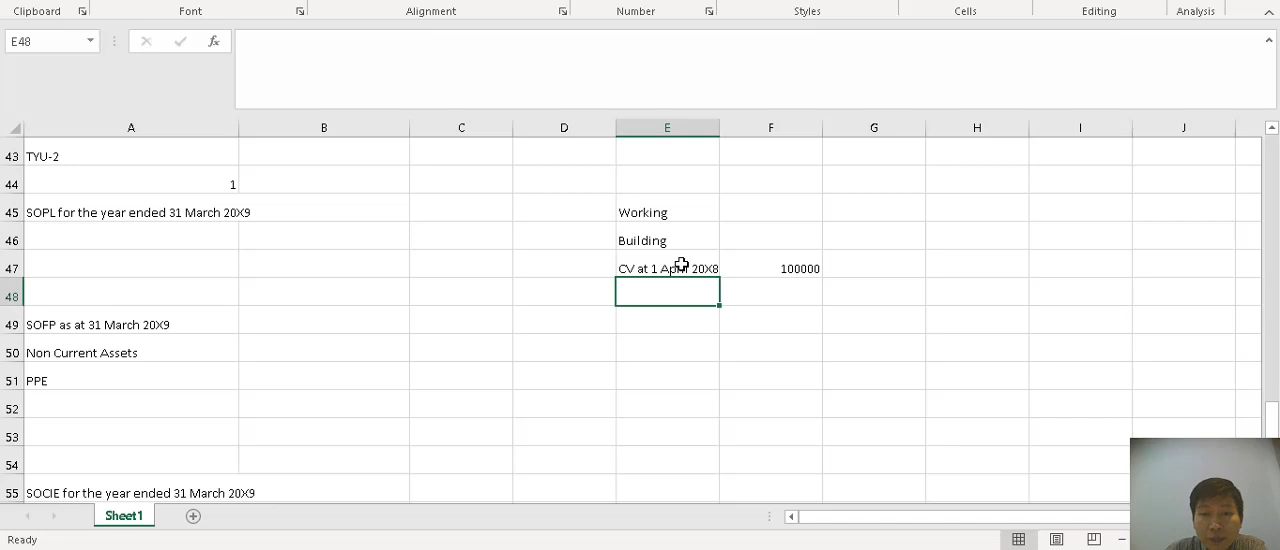 Clipboard Font Alignment Number Styles Cells Editing Analysis
E48 fx
A B C D E F G H I J
43 TYU-2
44 1
45 SOPL for the year ended 31 March 20X9 Working
46 Building
47 CV at 1 April 20X8 100000
48
49 SOFP as at 31 March 20X9
50 Non Current Assets
51 PPE
52
53
54
55 SOCIE for the year ended 31 March 20X9
Sheet1
Ready